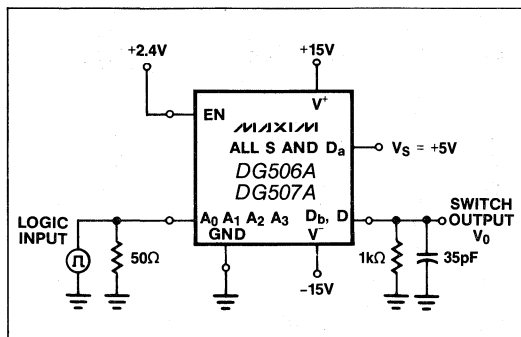 +2.4V
+15V
EN
V+
MAXIM
ALL S AND Da
VS = +5V
DG506A
DG507A
A0 A1 A2 A3
Db, D
GND
V-
LOGIC
INPUT
50Ω
-15V
1kΩ
35pF
SWITCH
OUTPUT
V0